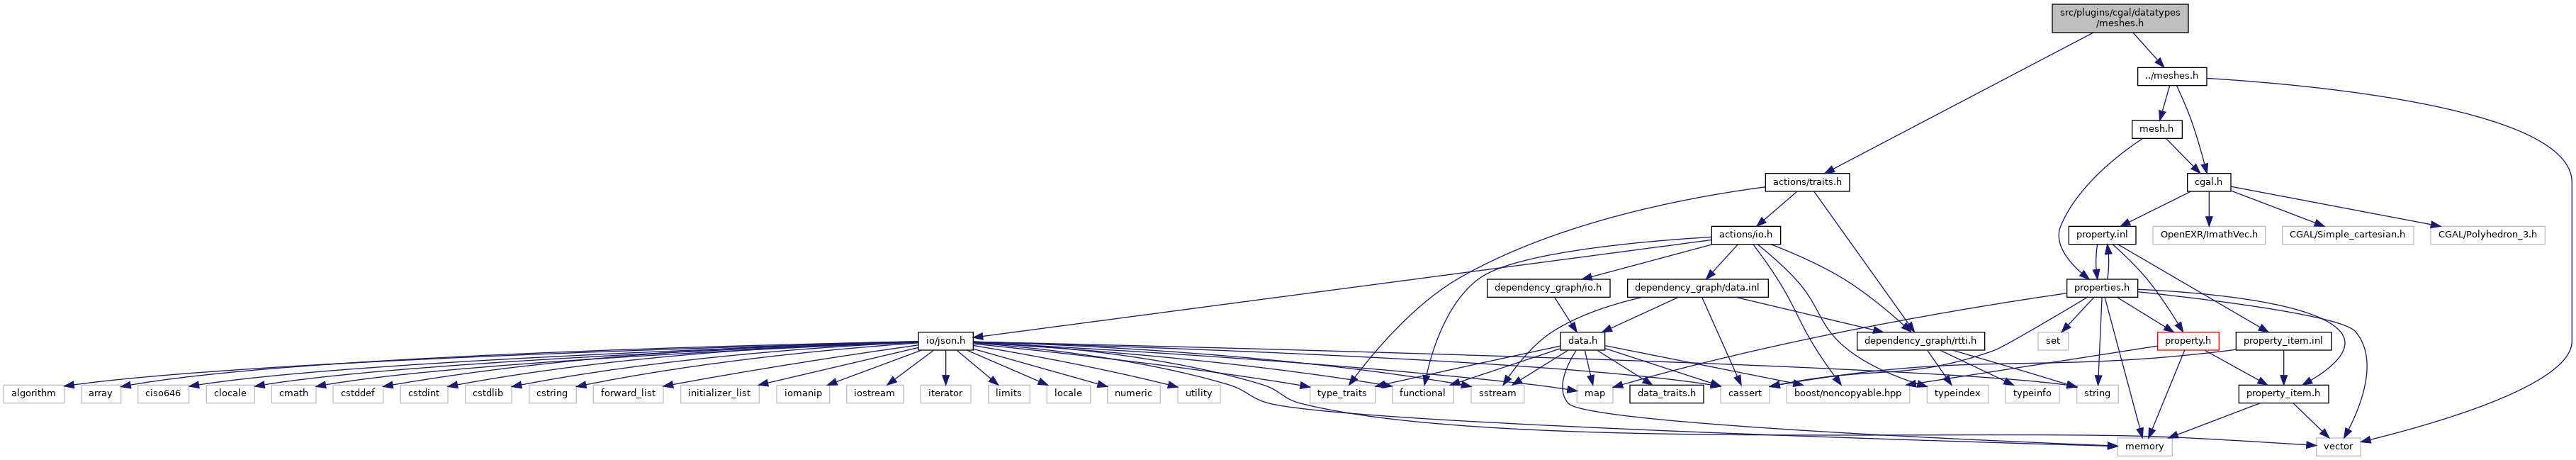 src/plugins/cgal/datatypes
/meshes.h
../meshes.h
mesh.h
actions/traits.h
cgal.h
actions/io.h
property.inl
OpenEXR/ImathVec.h
CGAL/Simple_cartesian.h
CGAL/Polyhedron_3.h
dependency_graph/io.h
dependency_graph/data.inl
properties.h
io/json.h
data.h
dependency_graph/rtti.h
set
property.h
property_item.inl
algorithm
array
ciso646
clocale
cmath
cstddef
cstdint
cstdlib
cstring
forward_list
initializer_list
iomanip
iostream
iterator
limits
locale
numeric
utility
type_traits
functional
sstream
map
data_traits.h
cassert
boost/noncopyable.hpp
typeindex
typeinfo
string
property_item.h
memory
vector